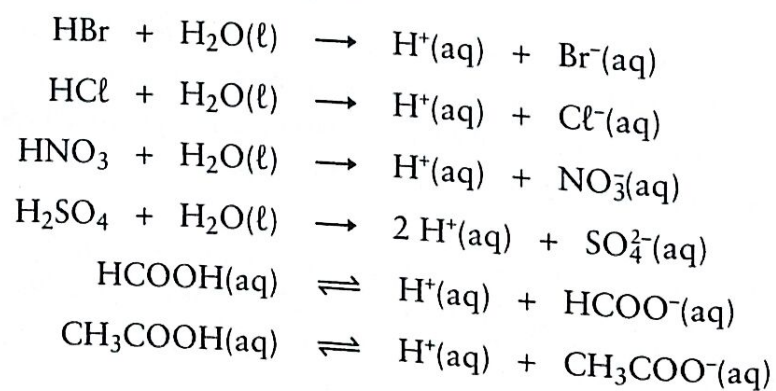 HBr + H₂O(ℓ) → H⁺(aq) + Br⁻(aq)
HCℓ + H₂O(ℓ) → H⁺(aq) + Cℓ⁻(aq)
HNO₃ + H₂O(ℓ) → H⁺(aq) + NO₃⁻(aq)
H₂SO₄ + H₂O(ℓ) → 2 H⁺(aq) + SO₄²⁻(aq)
HCOOH(aq) ⇌ H⁺(aq) + HCOO⁻(aq)
CH₃COOH(aq) ⇌ H⁺(aq) + CH₃COO⁻(aq)